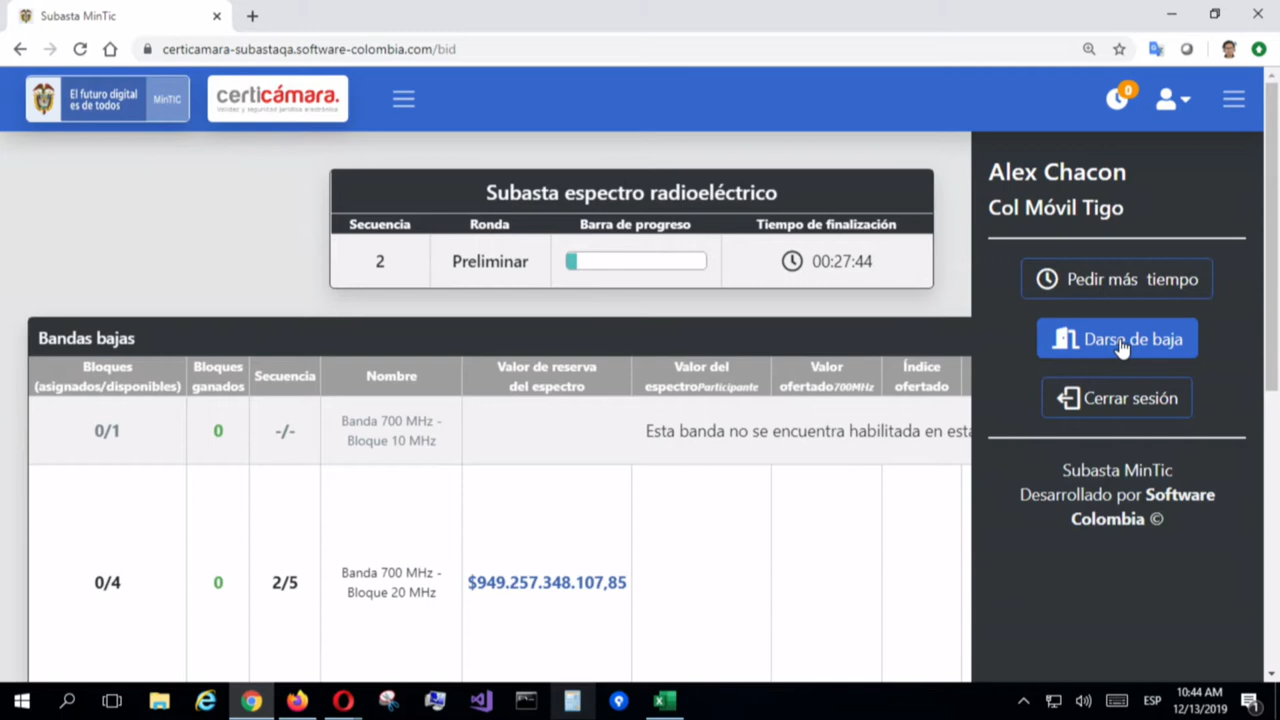 Subasta MinTic
certicamara-subastaqa.software-colombia.com/bid
El futuro digital
es de todos
MinTIC
certicámara.
Validez y seguridad jurídica electrónica
0
Subasta espectro radioeléctrico
Secuencia Ronda Barra de progreso Tiempo de finalización
2 Preliminar 00:27:44
Bandas bajas
Bloques
(asignados/disponibles)
Bloques
ganados
Secuencia
Nombre
Valor de reserva
del espectro
Valor del
espectroParticipante
Valor
ofertado700MHz
Índice
ofertado
0/1 0 -/-
Banda 700 MHz -
Bloque 10 MHz
Esta banda no se encuentra habilitada en esta
0/4 0 2/5
Banda 700 MHz -
Bloque 20 MHz
$949.257.348.107,85
Alex Chacon
Col Móvil Tigo
Pedir más tiempo
Darse de baja
Cerrar sesión
Subasta MinTic
Desarrollado por Software
Colombia ©
ESP
10:44 AM
12/13/2019
1